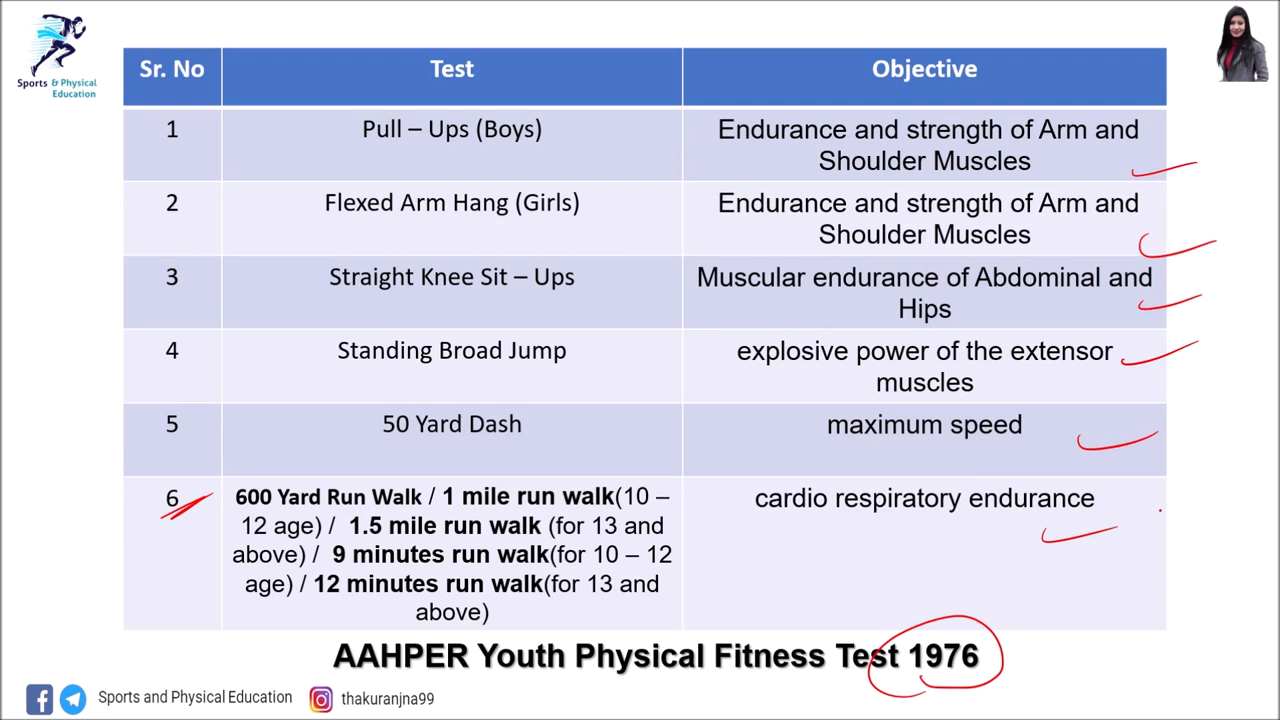 Sports & Physical
Education
Sr. No Test Objective
1 Pull – Ups (Boys) Endurance and strength of Arm and
Shoulder Muscles
2 Flexed Arm Hang (Girls) Endurance and strength of Arm and
Shoulder Muscles
3 Straight Knee Sit – Ups Muscular endurance of Abdominal and
Hips
4 Standing Broad Jump explosive power of the extensor
muscles
5 50 Yard Dash maximum speed
6 600 Yard Run Walk / 1 mile run walk(10 – cardio respiratory endurance
12 age) / 1.5 mile run walk (for 13 and
above) / 9 minutes run walk(for 10 – 12
age) / 12 minutes run walk(for 13 and
above)
AAHPER Youth Physical Fitness Test 1976
Sports and Physical Education thakuranjna99